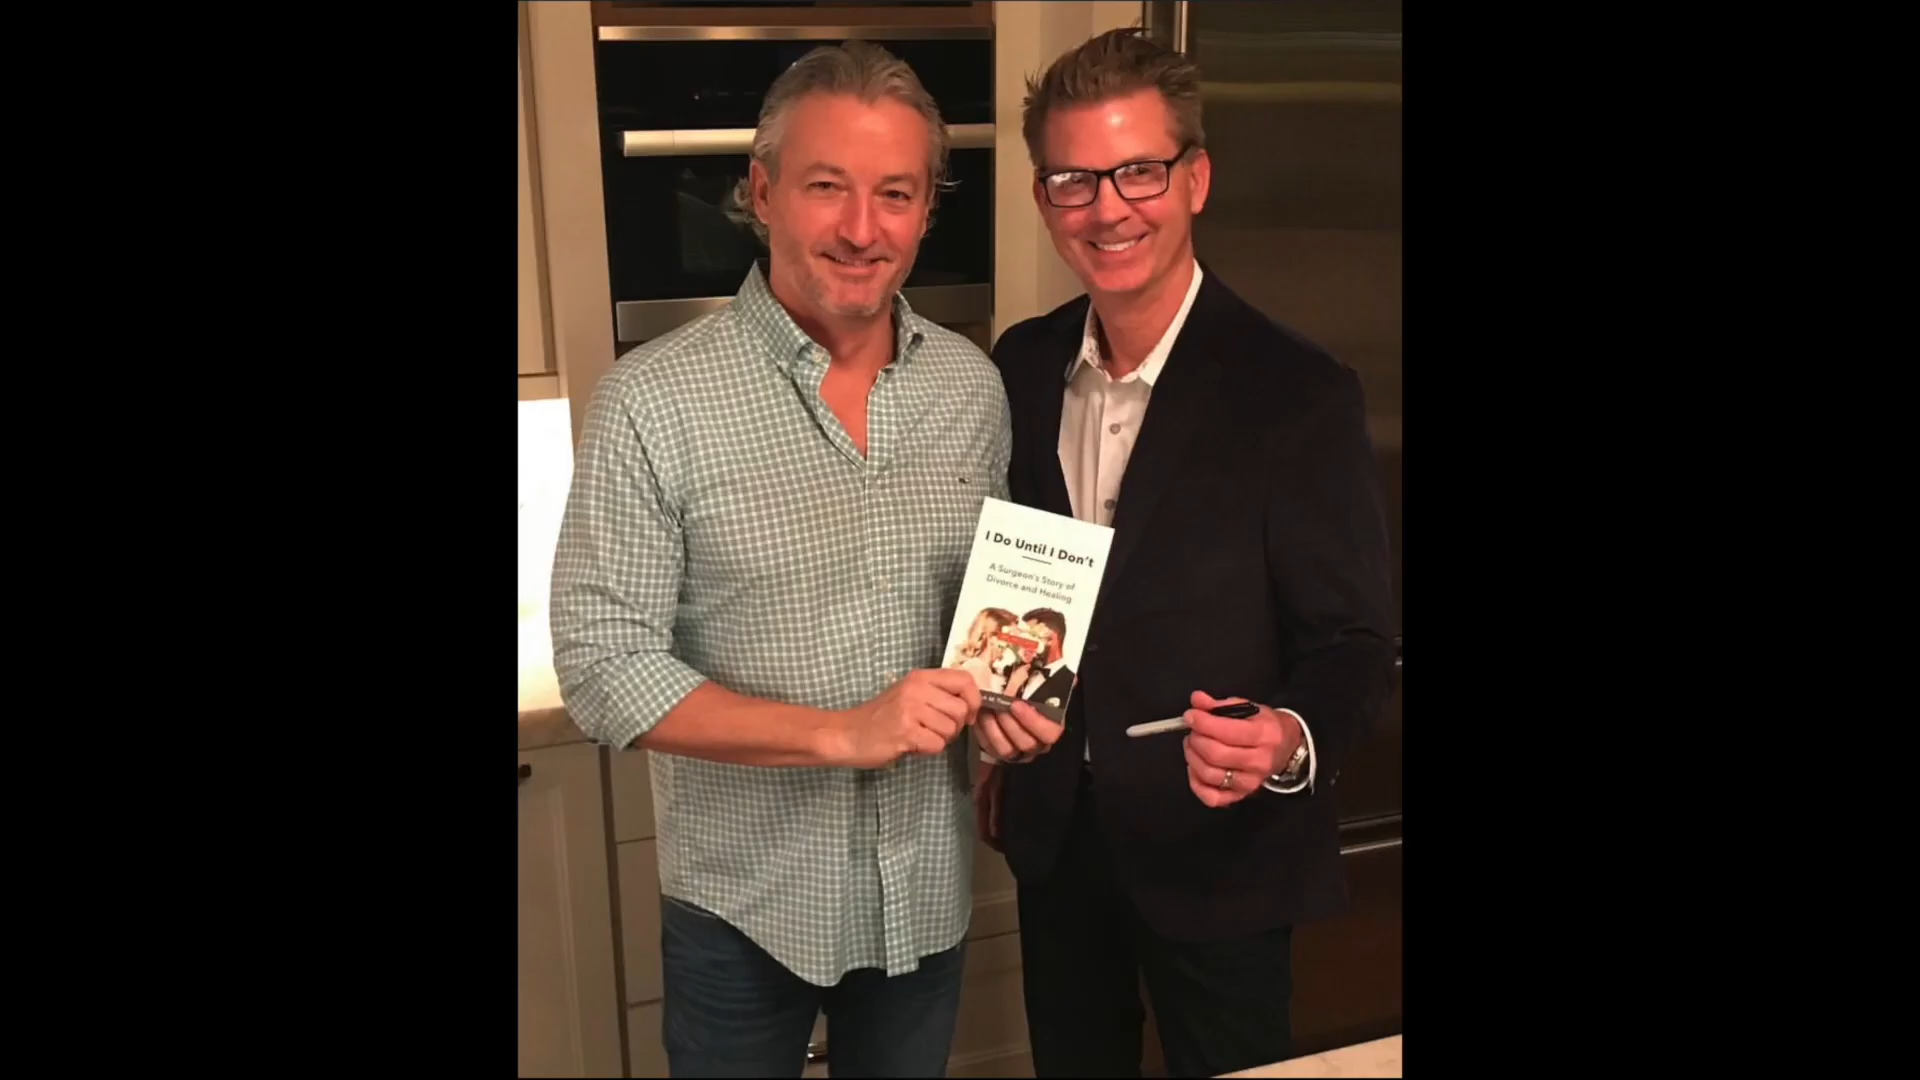 I Do Until I Don't
A Surgeon's Story of
Divorce and Healing